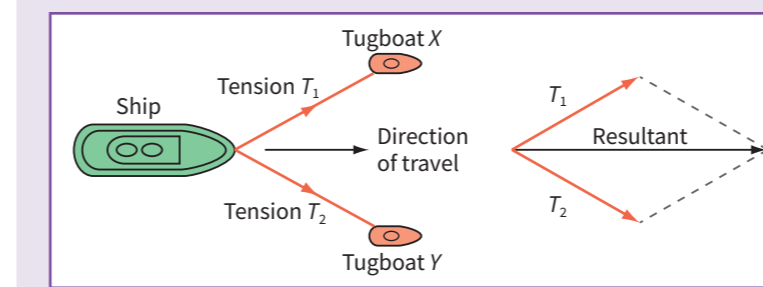 Tugboat X
Tension T₁
Ship
Direction
of travel
Tension T₂
Tugboat Y
T₁
Resultant
T₂